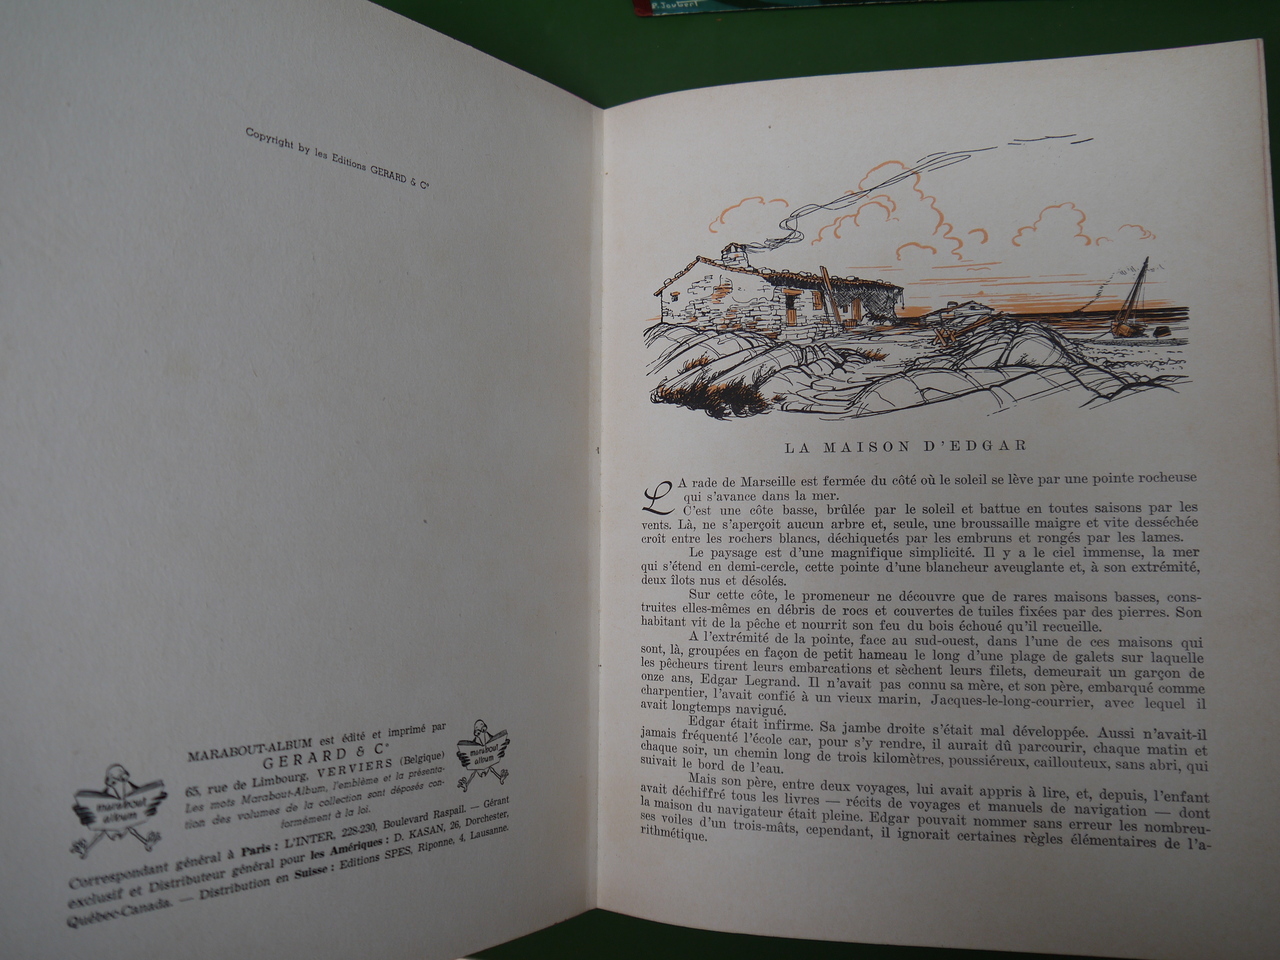 P. Joubert
Copyright by les Editions GERARD & C°
MARABOUT-ALBUM est édité et imprimé par
GERARD & C°
65, rue de Limbourg, VERVIERS (Belgique)
Les mots Marabout-Album, l'emblème et la présenta-
tion des volumes de la collection sont déposés con-
formément à la loi.
marabout
album
marabout
album
Correspondant général à Paris : L'INTER, 228-230, Boulevard Raspail. — Gérant
exclusif et Distributeur général pour les Amériques : D. KASAN, 26, Dorchester,
Québec-Canada. — Distribution en Suisse : Editions SPES, Riponne, 4, Lausanne.
LA MAISON D'EDGAR
LA rade de Marseille est fermée du côté où le soleil se lève par une pointe rocheuse
qui s'avance dans la mer.
C'est une côte basse, brûlée par le soleil et battue en toutes saisons par les
vents. Là, ne s'aperçoit aucun arbre et, seule, une broussaille maigre et vite desséchée
croît entre les rochers blancs, déchiquetés par les embruns et rongés par les lames.
Le paysage est d'une magnifique simplicité. Il y a le ciel immense, la mer
qui s'étend en demi-cercle, cette pointe d'une blancheur aveuglante et, à son extrémité,
deux îlots nus et désolés.
Sur cette côte, le promeneur ne découvre que de rares maisons basses, cons-
truites elles-mêmes en débris de rocs et couvertes de tuiles fixées par des pierres. Son
habitant vit de la pêche et nourrit son feu du bois échoué qu'il recueille.
A l'extrémité de la pointe, face au sud-ouest, dans l'une de ces maisons qui
sont, là, groupées en façon de petit hameau le long d'une plage de galets sur laquelle
les pêcheurs tirent leurs embarcations et sèchent leurs filets, demeurait un garçon de
onze ans, Edgar Legrand. Il n'avait pas connu sa mère, et son père, embarqué comme
charpentier, l'avait confié à un vieux marin, Jacques-le-long-courrier, avec lequel il
avait longtemps navigué.
Edgar était infirme. Sa jambe droite s'était mal développée. Aussi n'avait-il
jamais fréquenté l'école car, pour s'y rendre, il aurait dû parcourir, chaque matin et
chaque soir, un chemin long de trois kilomètres, poussiéreux, caillouteux, sans abri, qui
suivait le bord de l'eau.
Mais son père, entre deux voyages, lui avait appris à lire, et, depuis, l'enfant
avait déchiffré tous les livres — récits de voyages et manuels de navigation — dont
la maison du navigateur était pleine. Edgar pouvait nommer sans erreur les nombreu-
ses voiles d'un trois-mâts, cependant, il ignorait certaines règles élémentaires de l'a-
rithmétique.